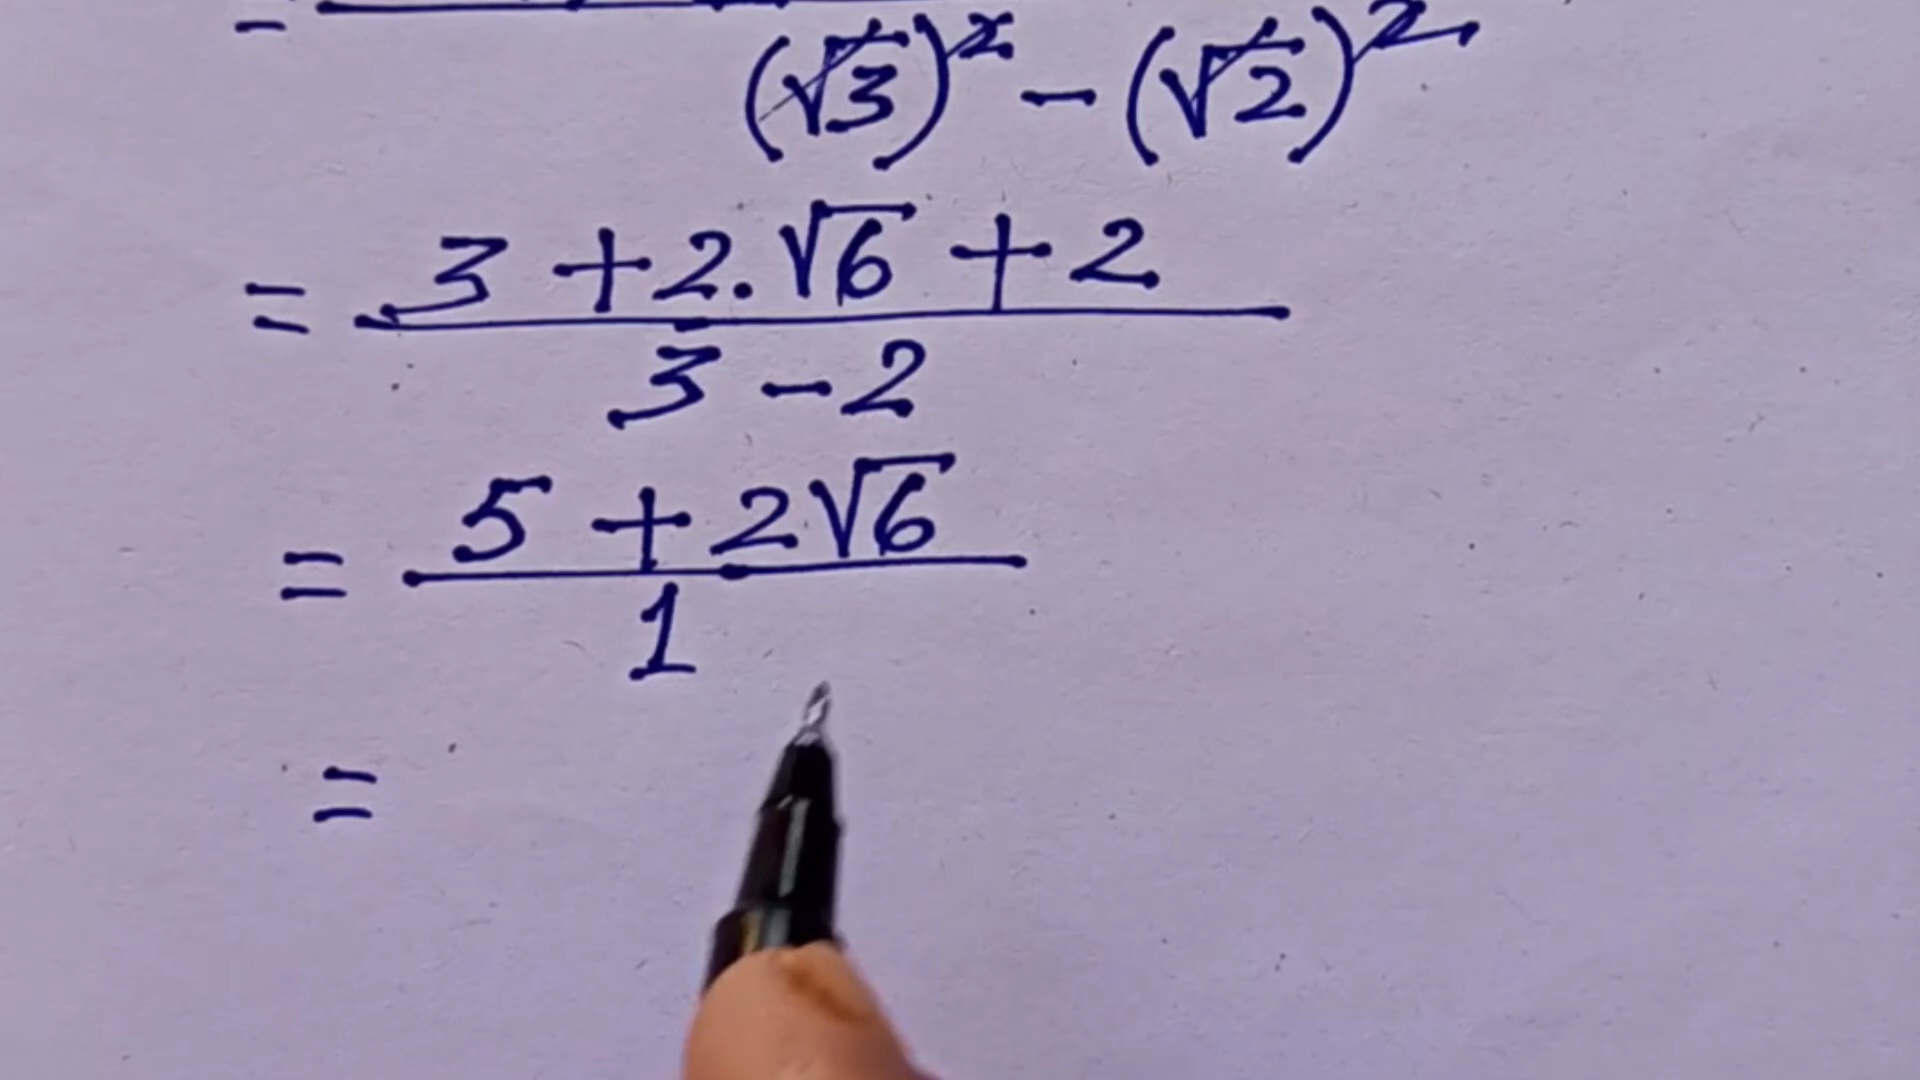 = (√3)² - (√2)²
= 3 + 2.√6 + 2
3 - 2
= 5 + 2√6
1
=